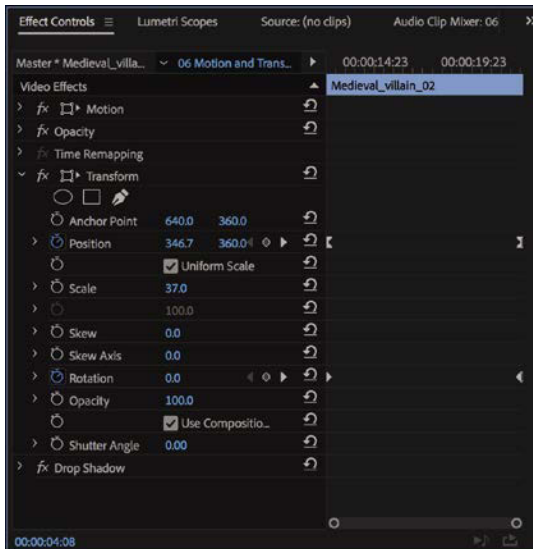 Effect Controls Lumetri Scopes Source: (no clips) Audio Clip Mixer: 06
Master * Medieval_villa... 06 Motion and Trans... 00:00:14:23 00:00:19:23
Video Effects Medieval_villain_02
fx Motion
fx Opacity
fx Time Remapping
fx Transform
Anchor Point 640.0 360.0
Position 346.7 360.0
Uniform Scale
Scale 37.0
100.0
Skew 0.0
Skew Axis 0.0
Rotation 0.0
Opacity 100.0
Use Compositio...
Shutter Angle 0.00
fx Drop Shadow
00:00:04:08